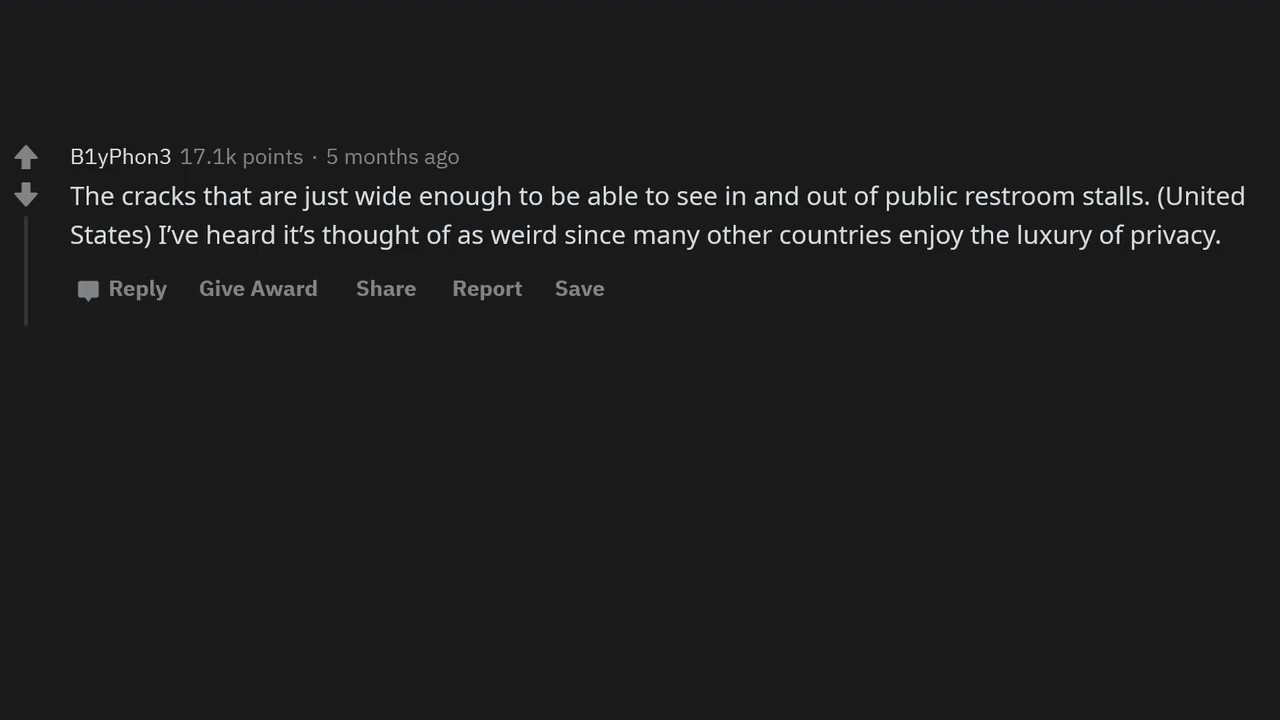 B1yPhon3 17.1k points · 5 months ago
The cracks that are just wide enough to be able to see in and out of public restroom stalls. (United
States) I’ve heard it’s thought of as weird since many other countries enjoy the luxury of privacy.
Reply Give Award Share Report Save